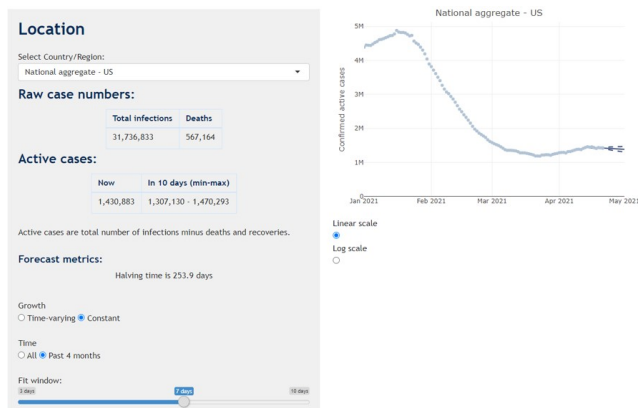 Location
Select Country/Region:
National aggregate - US
Raw case numbers:
Total infections Deaths
31,736,833 567,164
Active cases:
Now In 10 days (min-max)
1,430,883 1,307,130 - 1,470,293
Active cases are total number of infections minus deaths and recoveries.
Forecast metrics:
Halving time is 253.9 days
Growth
Time-varying Constant
Time
All Past 4 months
Fit window:
3 days 7 days 10 days
National aggregate - US
Confirmed active cases
5M
4M
3M
2M
1M
0
Jan 2021 Feb 2021 Mar 2021 Apr 2021 May 2021
Linear scale
Log scale